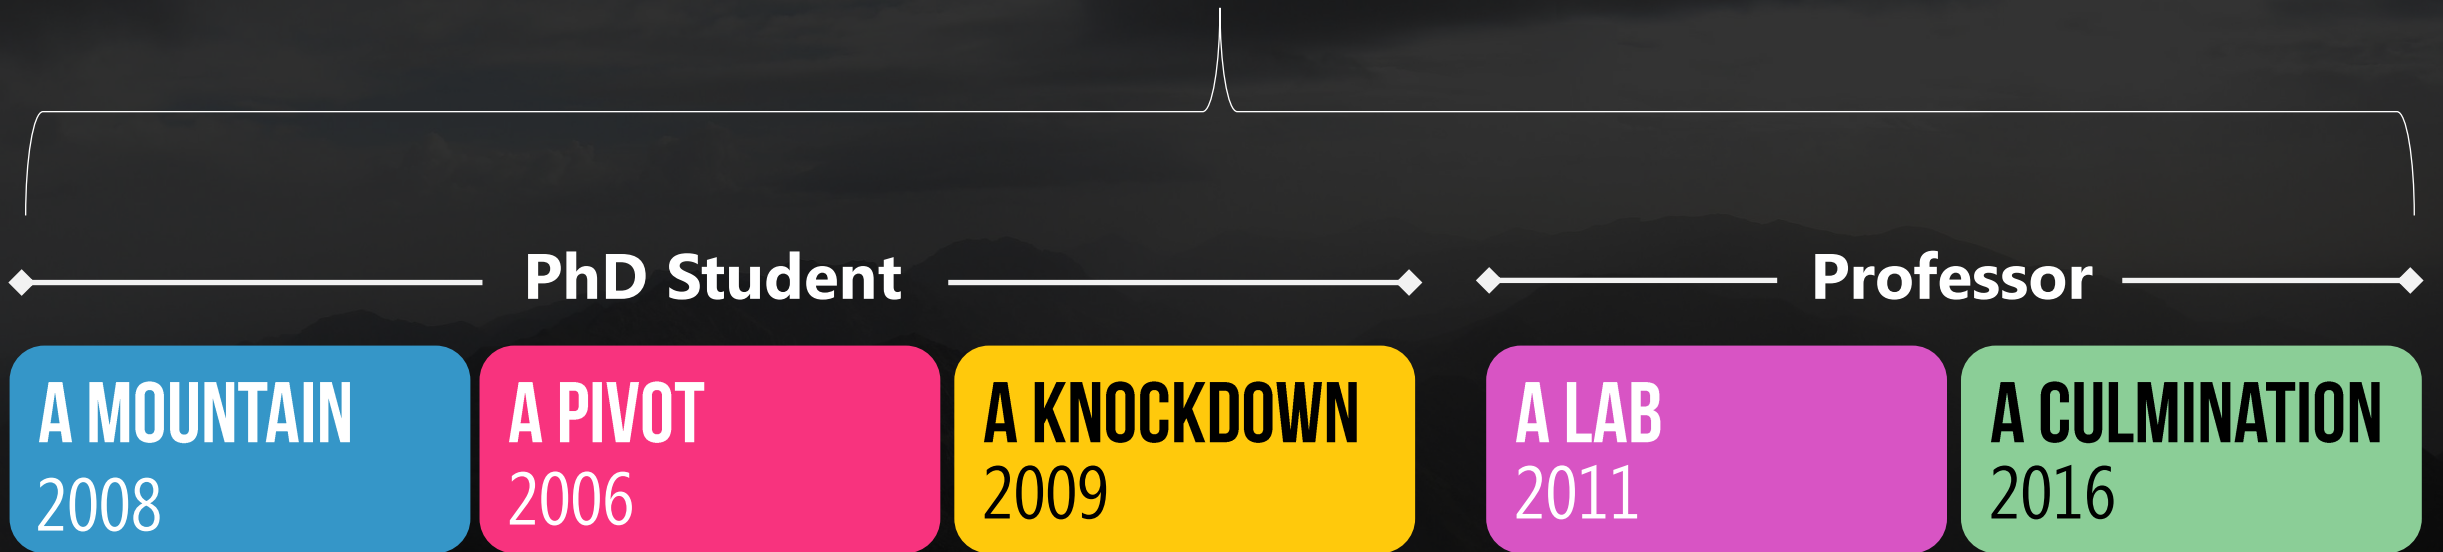 PhD Student
Professor
A MOUNTAIN
2008
A PIVOT
2006
A KNOCKDOWN
2009
A LAB
2011
A CULMINATION
2016